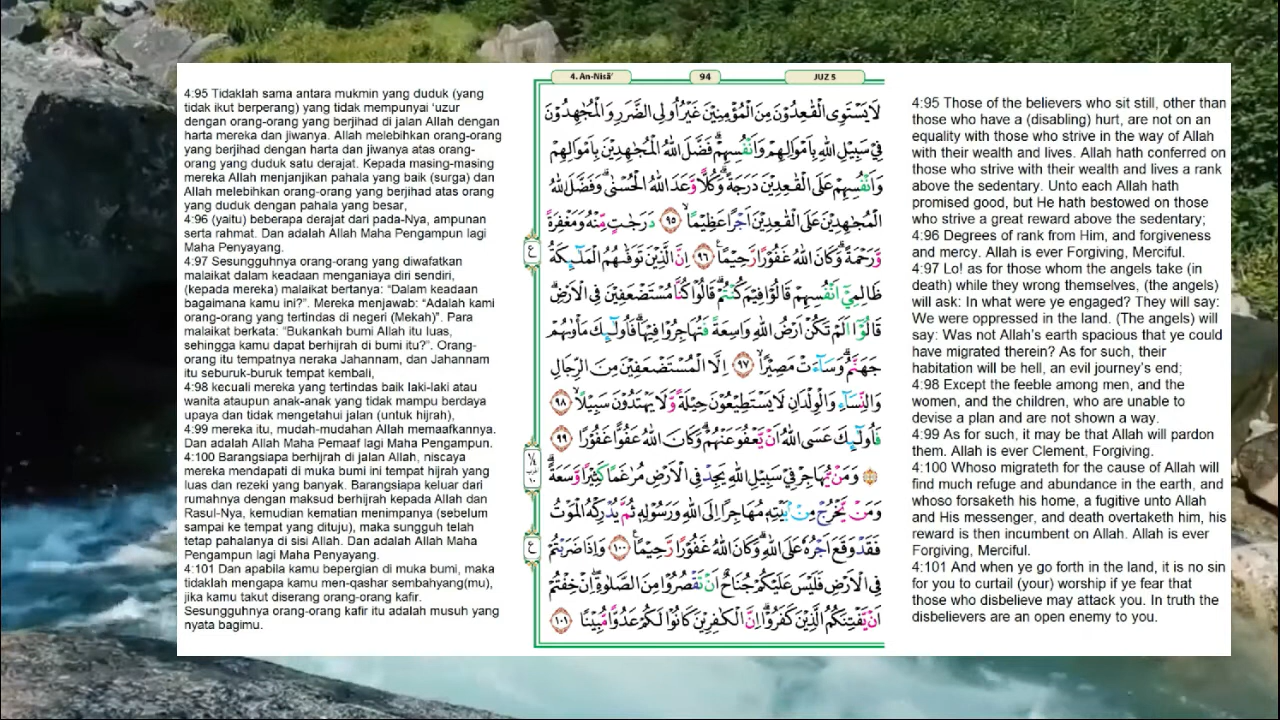 4:95 Tidaklah sama antara mukmin yang duduk (yang
tidak ikut berperang) yang tidak mempunyai 'uzur
dengan orang-orang yang berjihad di jalan Allah dengan
harta mereka dan jiwanya. Allah melebihkan orang-orang
yang berjihad dengan harta dan jiwanya atas orang-
orang yang duduk satu derajat. Kepada masing-masing
mereka Allah menjanjikan pahala yang baik (surga) dan
Allah melebihkan orang-orang yang berjihad atas orang
yang duduk dengan pahala yang besar,
4:96 (yaitu) beberapa derajat dari pada-Nya, ampunan
serta rahmat. Dan adalah Allah Maha Pengampun lagi
Maha Penyayang.
4:97 Sesungguhnya orang-orang yang diwafatkan
malaikat dalam keadaan menganiaya diri sendiri,
(kepada mereka) malaikat bertanya: "Dalam keadaan
bagaimana kamu ini?". Mereka menjawab: "Adalah kami
orang-orang yang tertindas di negeri (Mekah)". Para
malaikat berkata: "Bukankah bumi Allah itu luas,
sehingga kamu dapat berhijrah di bumi itu?". Orang-
orang itu tempatnya neraka Jahannam, dan Jahannam
itu seburuk-buruk tempat kembali,
4:98 kecuali mereka yang tertindas baik laki-laki atau
wanita ataupun anak-anak yang tidak mampu berdaya
upaya dan tidak mengetahui jalan (untuk hijrah),
4:99 mereka itu, mudah-mudahan Allah memaafkannya.
Dan adalah Allah Maha Pemaaf lagi Maha Pengampun.
4:100 Barangsiapa berhijrah di jalan Allah, niscaya
mereka mendapati di muka bumi ini tempat hijrah yang
luas dan rezeki yang banyak. Barangsiapa keluar dari
rumahnya dengan maksud berhijrah kepada Allah dan
Rasul-Nya, kemudian kematian menimpanya (sebelum
sampai ke tempat yang dituju), maka sungguh telah
tetap pahalanya di sisi Allah. Dan adalah Allah Maha
Pengampun lagi Maha Penyayang.
4:101 Dan apabila kamu bepergian di muka bumi, maka
tidaklah mengapa kamu men-qashar sembahyang(mu),
jika kamu takut diserang orang-orang kafir.
Sesungguhnya orang-orang kafir itu adalah musuh yang
nyata bagimu.
4. An-Nisā'
94
JUZ 5
لَا يَسْتَوِى الْقٰعِدُوْنَ مِنَ الْمُؤْمِنِيْنَ غَيْرُ اُولِى الضَّرَرِ وَالْمُجٰهِدُوْنَ
فِيْ سَبِيْلِ اللّٰهِ بِاَمْوَالِهِمْ وَاَنْفُسِهِمْۗ فَضَّلَ اللّٰهُ الْمُجٰهِدِيْنَ بِاَمْوَالِهِمْ
وَاَنْفُسِهِمْ عَلَى الْقٰعِدِيْنَ دَرَجَةً ۗوَكُلًّا وَّعَدَ اللّٰهُ الْحُسْنٰىۗ وَفَضَّلَ اللّٰهُ
الْمُجٰهِدِيْنَ عَلَى الْقٰعِدِيْنَ اَجْرًا عَظِيْمًاۙ ٩٥ دَرَجٰتٍ مِّنْهُ وَمَغْفِرَةً
وَّرَحْمَةً ۗوَكَانَ اللّٰهُ غَفُوْرًا رَّحِيْمًا ࣖ ٩٦ اِنَّ الَّذِيْنَ تَوَفّٰىهُمُ الْمَلٰۤىِٕكَةُ
ظَالِمِيْٓ اَنْفُسِهِمْ قَالُوْا فِيْمَ كُنْتُمْ ۗ قَالُوْا كُنَّا مُسْتَضْعَفِيْنَ فِى الْاَرْضِۗ
قَالُوْٓا اَلَمْ تَكُنْ اَرْضُ اللّٰهِ وَاسِعَةً فَتُهَاجِرُوْا فِيْهَا ۗ فَاُولٰۤىِٕكَ مَأْوٰىهُمْ
جَهَنَّمُ ۗ وَسَاۤءَتْ مَصِيْرًاۙ ٩٧ اِلَّا الْمُسْتَضْعَفِيْنَ مِنَ الرِّجَالِ
وَالنِّسَاۤءِ وَالْوِلْدَانِ لَا يَسْتَطِيْعُوْنَ حِيْلَةً وَّلَا يَهْتَدُوْنَ سَبِيْلًاۙ ٩٨
فَاُولٰۤىِٕكَ عَسَى اللّٰهُ اَنْ يَّعْفُوَ عَنْهُمْ ۗ وَكَانَ اللّٰهُ عَفُوًّا غَفُوْرًا ٩٩
۞ وَمَنْ يُّهَاجِرْ فِيْ سَبِيْلِ اللّٰهِ يَجِدْ فِى الْاَرْضِ مُرٰغَمًا كَثِيْرًا وَّسَعَةً ۗ
وَمَنْ يَّخْرُجْ مِنْۢ بَيْتِهٖ مُهَاجِرًا اِلَى اللّٰهِ وَرَسُوْلِهٖ ثُمَّ يُدْرِكْهُ الْمَوْتُ
فَقَدْ وَقَعَ اَجْرُهٗ عَلَى اللّٰهِ ۗوَكَانَ اللّٰهُ غَفُوْرًا رَّحِيْمًا ࣖ ١٠٠ وَاِذَا ضَرَبْتُمْ
فِى الْاَرْضِ فَلَيْسَ عَلَيْكُمْ جُنَاحٌ اَنْ تَقْصُرُوْا مِنَ الصَّلٰوةِ ۖ اِنْ خِفْتُمْ
اَنْ يَّفْتِنَكُمُ الَّذِيْنَ كَفَرُوْاۗ اِنَّ الْكٰفِرِيْنَ كَانُوْا لَكُمْ عَدُوًّا مُّبِيْنًا ١٠١
ع
ع
4:95 Those of the believers who sit still, other than
those who have a (disabling) hurt, are not on an
equality with those who strive in the way of Allah
with their wealth and lives. Allah hath conferred on
those who strive with their wealth and lives a rank
above the sedentary. Unto each Allah hath
promised good, but He hath bestowed on those
who strive a great reward above the sedentary;
4:96 Degrees of rank from Him, and forgiveness
and mercy. Allah is ever Forgiving, Merciful.
4:97 Lo! as for those whom the angels take (in
death) while they wrong themselves, (the angels)
will ask: In what were ye engaged? They will say:
We were oppressed in the land. (The angels) will
say: Was not Allah's earth spacious that ye could
have migrated therein? As for such, their
habitation will be hell, an evil journey's end;
4:98 Except the feeble among men, and the
women, and the children, who are unable to
devise a plan and are not shown a way.
4:99 As for such, it may be that Allah will pardon
them. Allah is ever Clement, Forgiving.
4:100 Whoso migrateth for the cause of Allah will
find much refuge and abundance in the earth, and
whoso forsaketh his home, a fugitive unto Allah
and His messenger, and death overtaketh him, his
reward is then incumbent on Allah. Allah is ever
Forgiving, Merciful.
4:101 And when ye go forth in the land, it is no sin
for you to curtail (your) worship if ye fear that
those who disbelieve may attack you. In truth the
disbelievers are an open enemy to you.